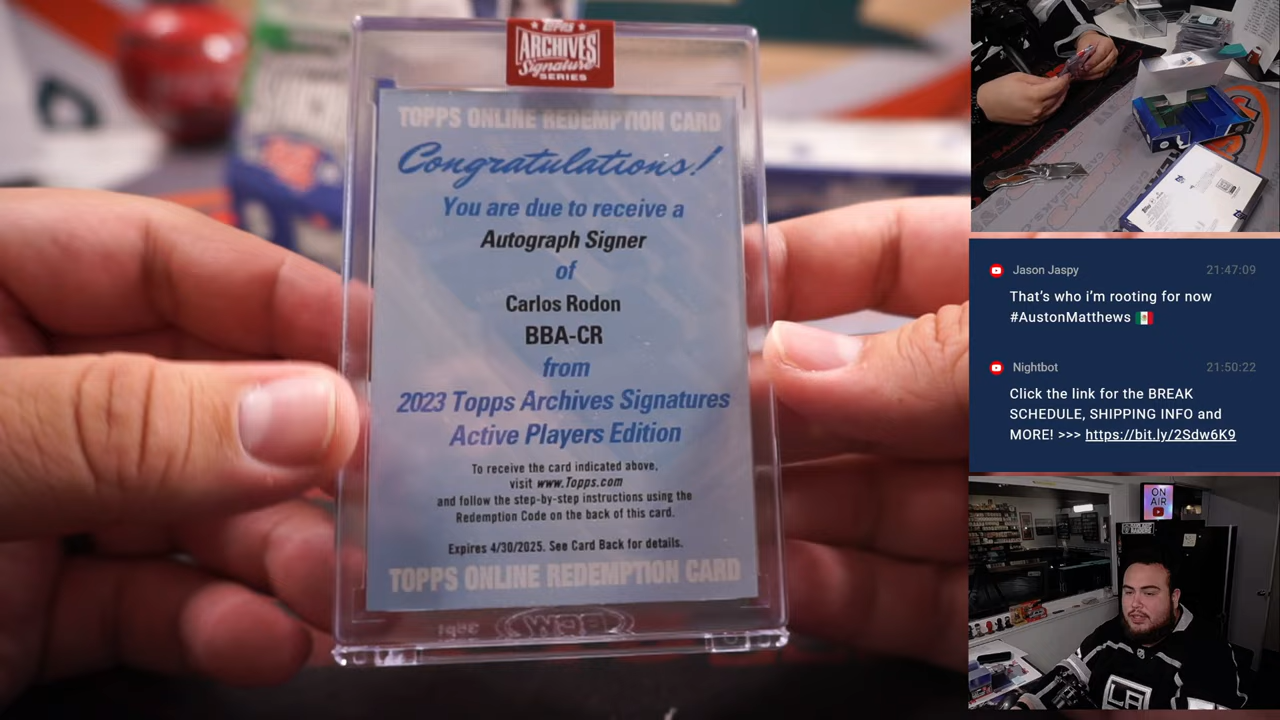 Topps
ARCHIVES
Signature
SERIES
TOPPS ONLINE REDEMPTION CARD
Congratulations!
You are due to receive a
Autograph Signer
of
Carlos Rodon
BBA-CR
from
2023 Topps Archives Signatures
Active Players Edition
To receive the card indicated above,
visit www.Topps.com
and follow the step-by-step instructions using the
Redemption Code on the back of this card.
Expires 4/30/2025. See Card Back for details.
TOPPS ONLINE REDEMPTION CARD
Jason Jaspy 21:47:09
That's who i'm rooting for now
#AustonMatthews
Nightbot 21:50:22
Click the link for the BREAK
SCHEDULE, SHIPPING INFO and
MORE! >>> https://bit.ly/2Sdw6K9
ON
AIR
LA